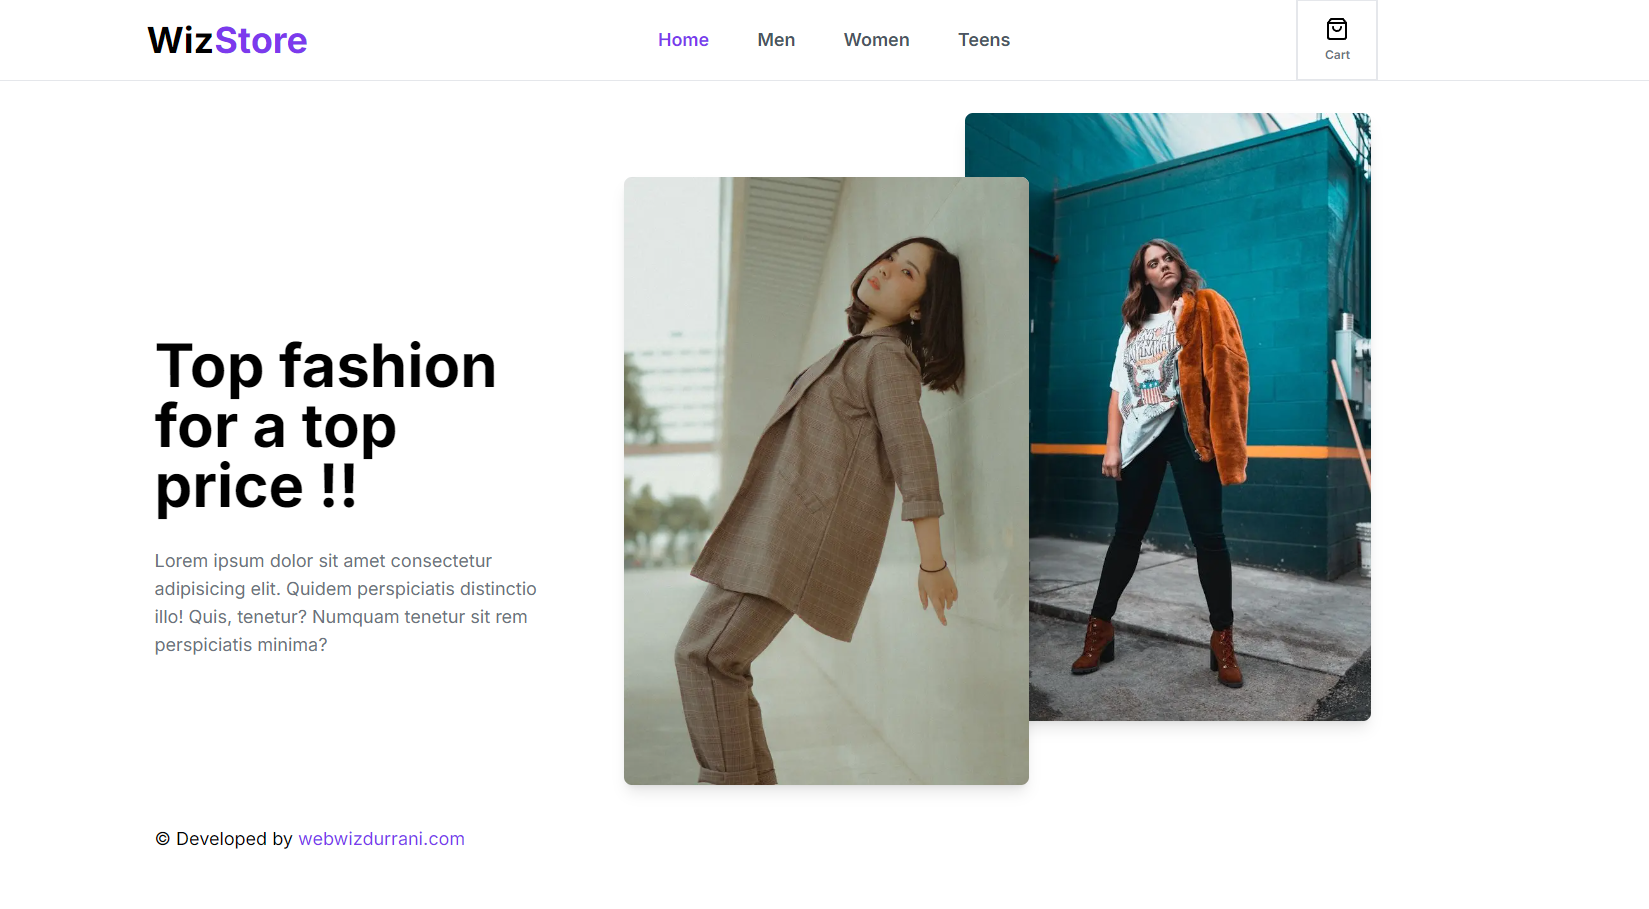 WizStore
Home Men Women Teens
Cart
Top fashion
for a top
price !!
Lorem ipsum dolor sit amet consectetur
adipisicing elit. Quidem perspiciatis distinctio
illo! Quis, tenetur? Numquam tenetur sit rem
perspiciatis minima?
© Developed by webwizdurrani.com